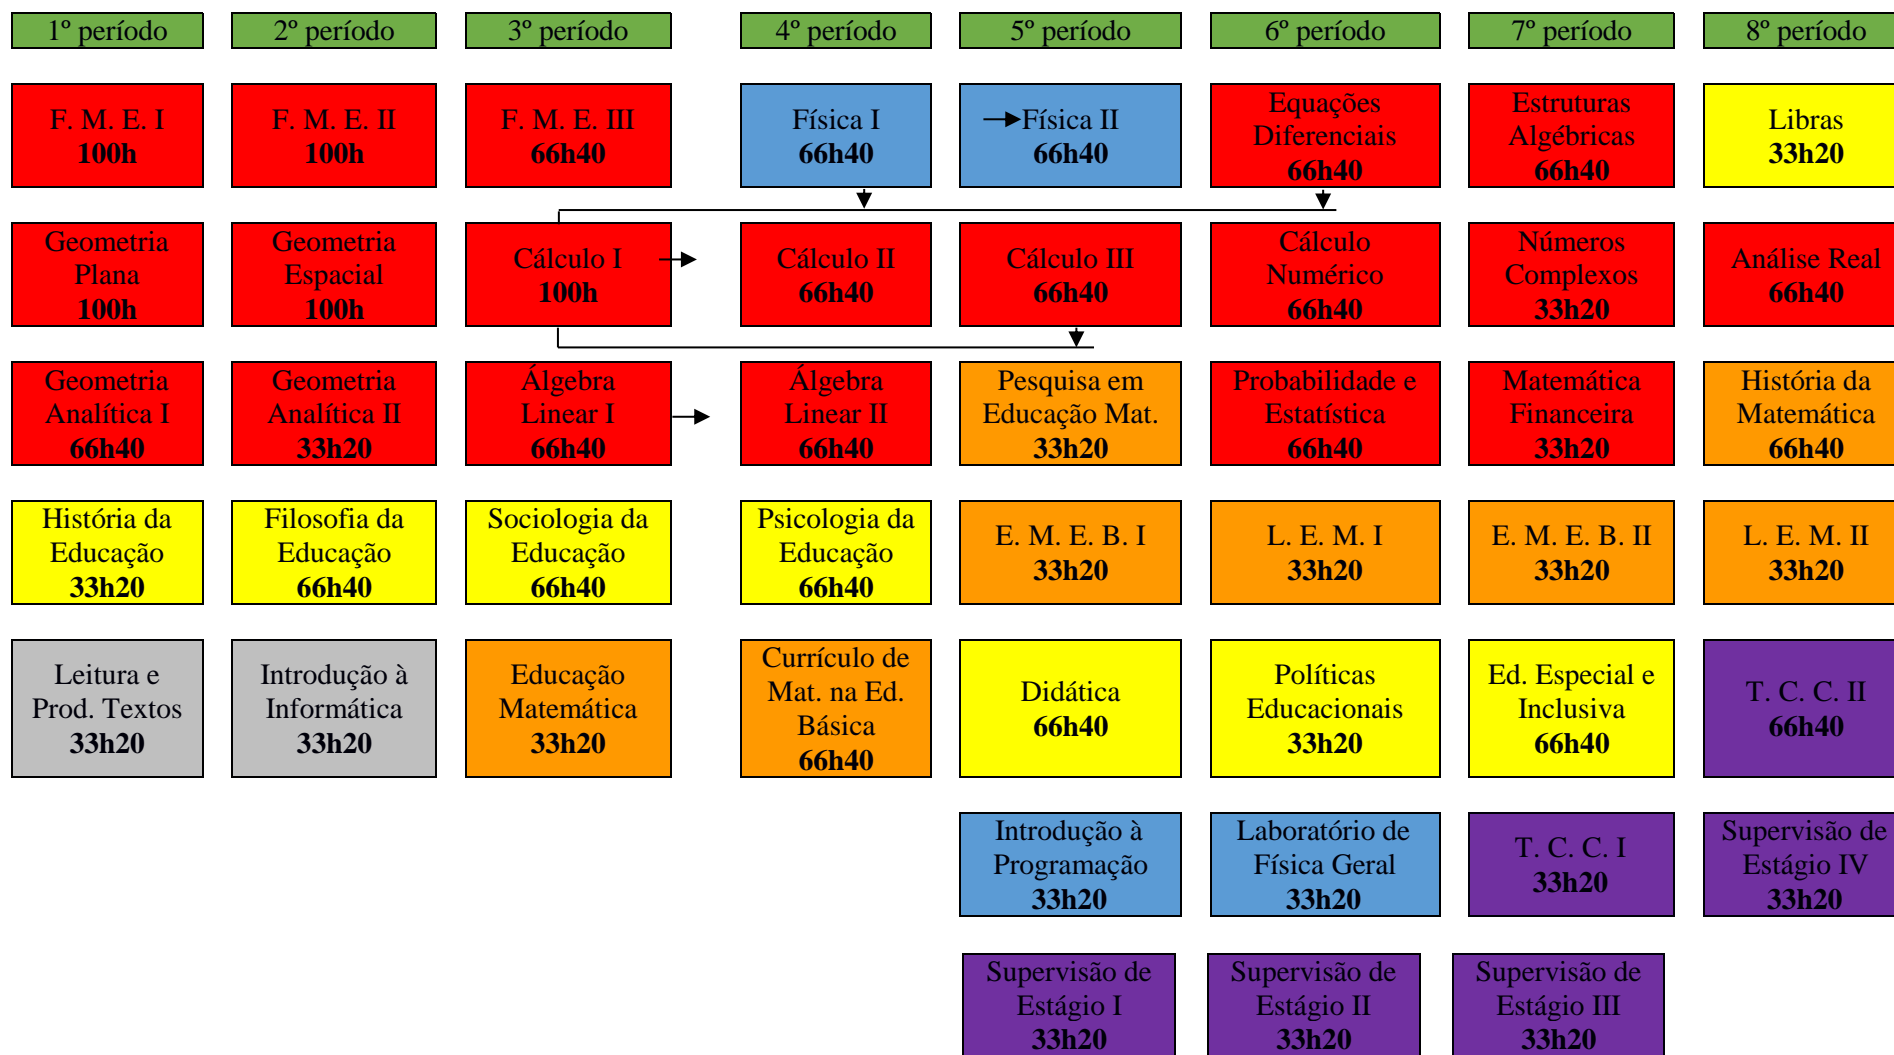 1º período
2º período
3º período
4º período
5º período
6º período
7º período
8º período
F. M. E. I
100h
F. M. E. II
100h
F. M. E. III
66h40
Física I
66h40
Física II
66h40
Equações
Diferenciais
66h40
Estruturas
Algébricas
66h40
Libras
33h20
Geometria
Plana
100h
Geometria
Espacial
100h
Cálculo I
100h
Cálculo II
66h40
Cálculo III
66h40
Cálculo
Numérico
66h40
Números
Complexos
33h20
Análise Real
66h40
Geometria
Analítica I
66h40
Geometria
Analítica II
33h20
Álgebra
Linear I
66h40
Álgebra
Linear II
66h40
Pesquisa em
Educação Mat.
33h20
Probabilidade e
Estatística
66h40
Matemática
Financeira
33h20
História da
Matemática
66h40
História da
Educação
33h20
Filosofia da
Educação
66h40
Sociologia da
Educação
66h40
Psicologia da
Educação
66h40
E. M. E. B. I
33h20
L. E. M. I
33h20
E. M. E. B. II
33h20
L. E. M. II
33h20
Leitura e
Prod. Textos
33h20
Introdução à
Informática
33h20
Educação
Matemática
33h20
Currículo de
Mat. na Ed.
Básica
66h40
Didática
66h40
Políticas
Educacionais
33h20
Ed. Especial e
Inclusiva
66h40
T. C. C. II
66h40
Introdução à
Programação
33h20
Laboratório de
Física Geral
33h20
T. C. C. I
33h20
Supervisão de
Estágio IV
33h20
Supervisão de
Estágio I
33h20
Supervisão de
Estágio II
33h20
Supervisão de
Estágio III
33h20